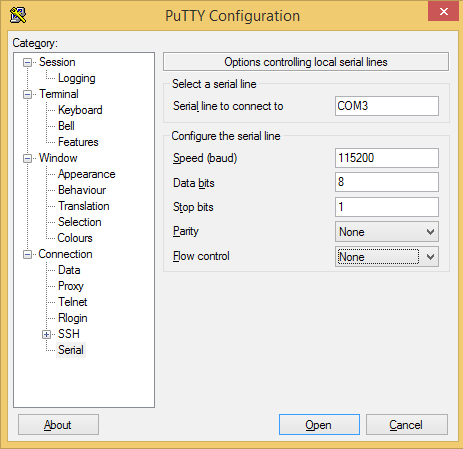 PuTTY Configuration
Category:
Session
Logging
Terminal
Keyboard
Bell
Features
Window
Appearance
Behaviour
Translation
Selection
Colours
Connection
Data
Proxy
Telnet
Rlogin
SSH
Serial
Options controlling local serial lines
Select a serial line
Serial line to connect to COM3
Configure the serial line
Speed (baud) 115200
Data bits 8
Stop bits 1
Parity None
Flow control None
About Open Cancel